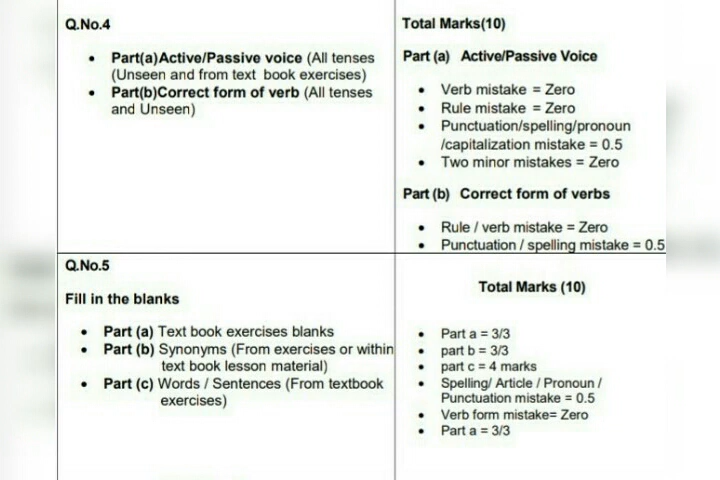 Q.No.4
• Part(a)Active/Passive voice (All tenses
(Unseen and from text book exercises)
• Part(b)Correct form of verb (All tenses
and Unseen)
Total Marks(10)
Part (a) Active/Passive Voice
• Verb mistake = Zero
• Rule mistake = Zero
• Punctuation/spelling/pronoun
/capitalization mistake = 0.5
• Two minor mistakes = Zero
Part (b) Correct form of verbs
• Rule / verb mistake = Zero
• Punctuation / spelling mistake = 0.5
Q.No.5
Fill in the blanks
• Part (a) Text book exercises blanks
• Part (b) Synonyms (From exercises or within
text book lesson material)
• Part (c) Words / Sentences (From textbook
exercises)
Total Marks (10)
• Part a = 3/3
• part b = 3/3
• part c = 4 marks
• Spelling/ Article / Pronoun /
Punctuation mistake = 0.5
• Verb form mistake= Zero
• Part a = 3/3